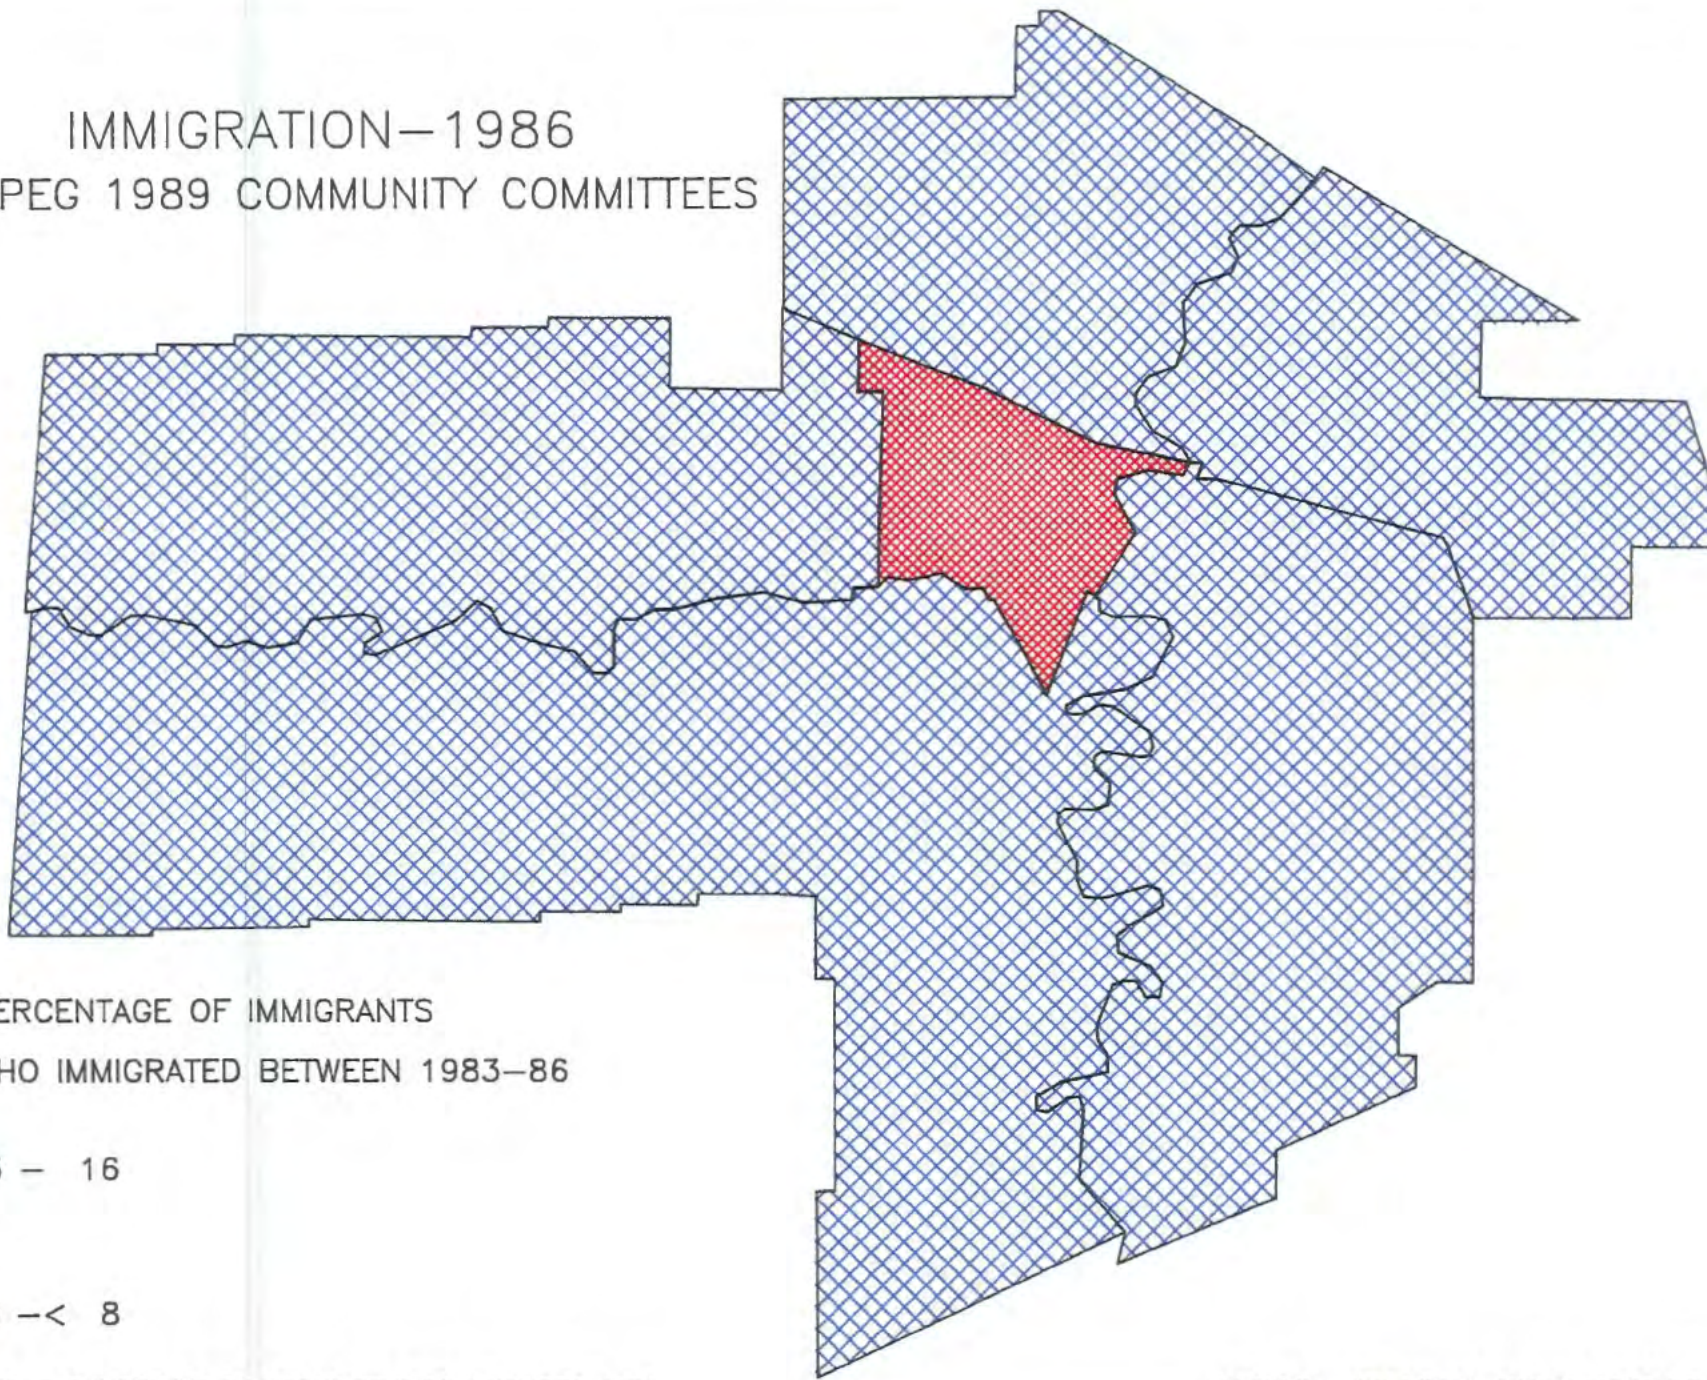 IMMIGRATION-1986
PEG 1989 COMMUNITY COMMITTEES
ERCENTAGE OF IMMIGRANTS
HO IMMIGRATED BETWEEN 1983-86
- 16
-< 8